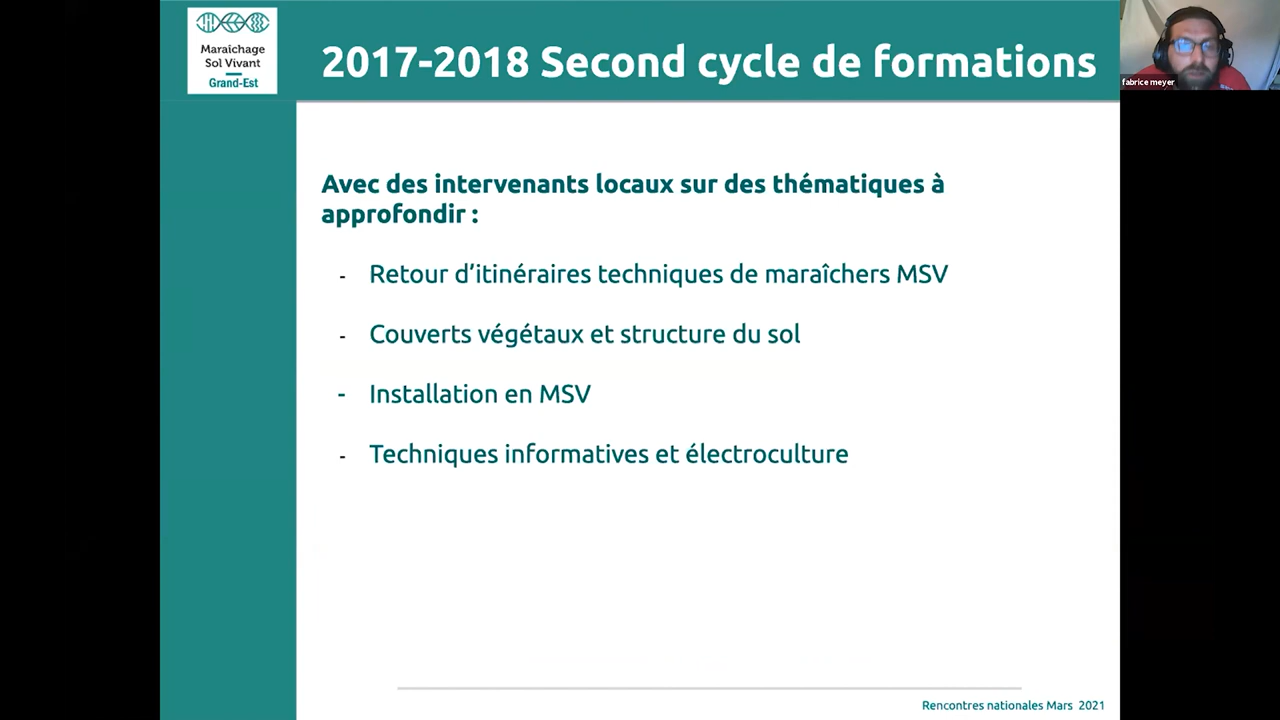 Maraîchage
Sol Vivant
Grand-Est
2017-2018 Second cycle de formations
fabrice meyer
Avec des intervenants locaux sur des thématiques à
approfondir :
- Retour d'itinéraires techniques de maraîchers MSV
- Couverts végétaux et structure du sol
- Installation en MSV
- Techniques informatives et électroculture
Rencontres nationales Mars 2021